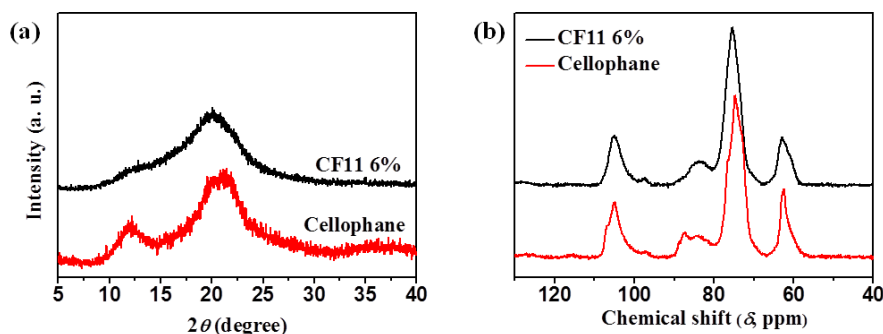 (a)
Intensity (a. u.)
CF11 6%
Cellophane
5 10 15 20 25 30 35 40
2θ (degree)
(b)
CF11 6%
Cellophane
120 100 80 60 40
Chemical shift (δ, ppm)